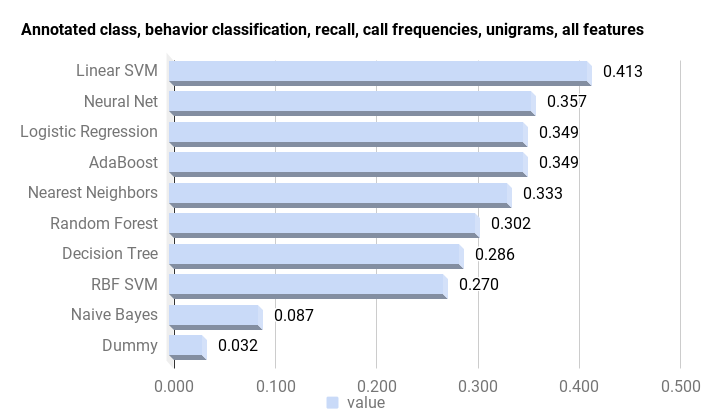 Annotated class, behavior classification, recall, call frequencies, unigrams, all features
Linear SVM 0.413
Neural Net 0.357
Logistic Regression 0.349
AdaBoost 0.349
Nearest Neighbors 0.333
Random Forest 0.302
Decision Tree 0.286
RBF SVM 0.270
Naive Bayes 0.087
Dummy 0.032
0.000 0.100 0.200 0.300 0.400 0.500
value